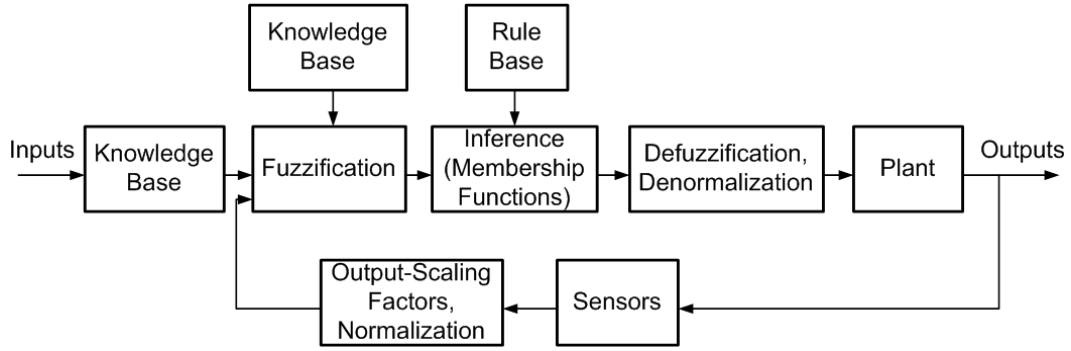 Knowledge
Base
Rule
Base
Inputs
Knowledge
Base
Fuzzification
Inference
(Membership
Functions)
Defuzzification,
Denormalization
Plant
Outputs
Output-Scaling
Factors,
Normalization
Sensors